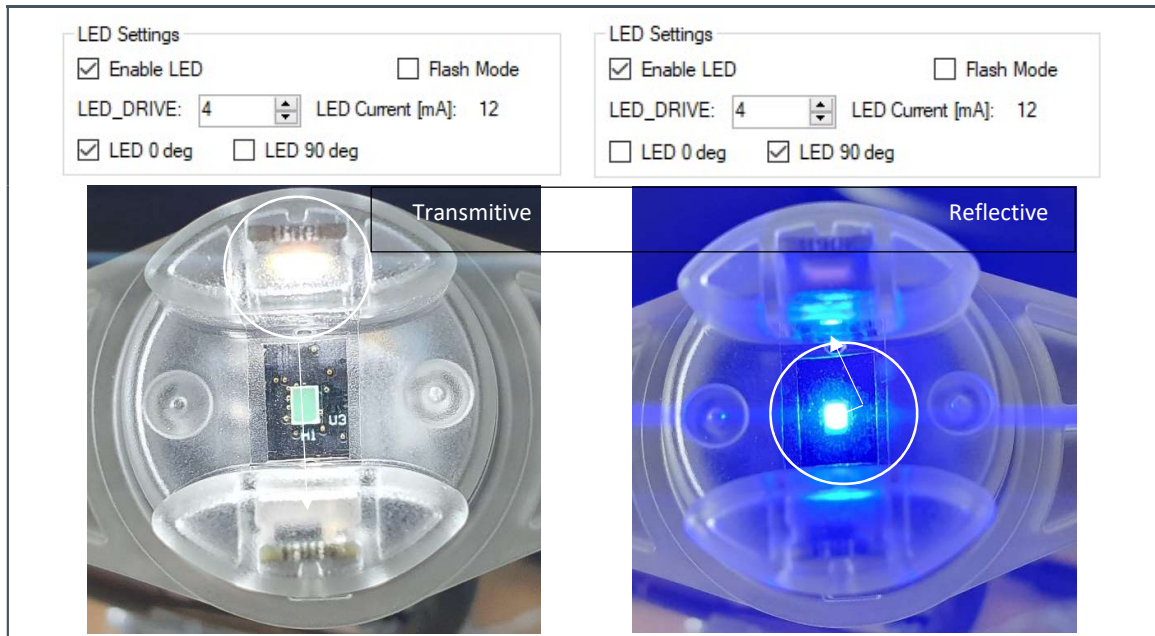 LED Settings
Enable LED Flash Mode
LED_DRIVE: 4 LED Current [mA]: 12
LED 0 deg LED 90 deg
LED Settings
Enable LED Flash Mode
LED_DRIVE: 4 LED Current [mA]: 12
LED 0 deg LED 90 deg
Transmitive
Reflective
U3
H1